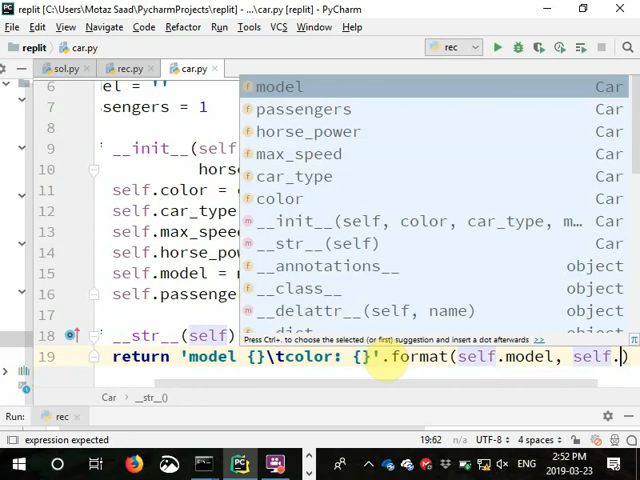 replit [C:\Users\Motaz Saad\PycharmProjects\replit] - ...\car.py [replit] - PyCharm
File Edit View Navigate Code Refactor Run Tools VCS Window Help
replit car.py rec
sol.py rec.py car.py
6 el = ''
7 sengers = 1
9 __init__(self
10 horse
11 self.color =
12 self.car_type
13 self.max_speed
14 self.horse_power
15 self.model =
16 self.passenger
18 __str__(self)
19 return 'model {}\tcolor: {}'.format(self.model, self.)
model Car
passengers Car
horse_power Car
max_speed Car
car_type Car
color Car
__init__(self, color, car_type, m... Car
__str__(self) Car
__annotations__ object
__class__ object
__delattr__(self, name) object
__dict__ object
Press Ctrl+. to choose the selected (or first) suggestion and insert a dot afterwards >> π
Car __str__()
Run: rec
expression expected 19:62 n/a UTF-8 4 spaces
ENG 2:52 PM 2019-03-23